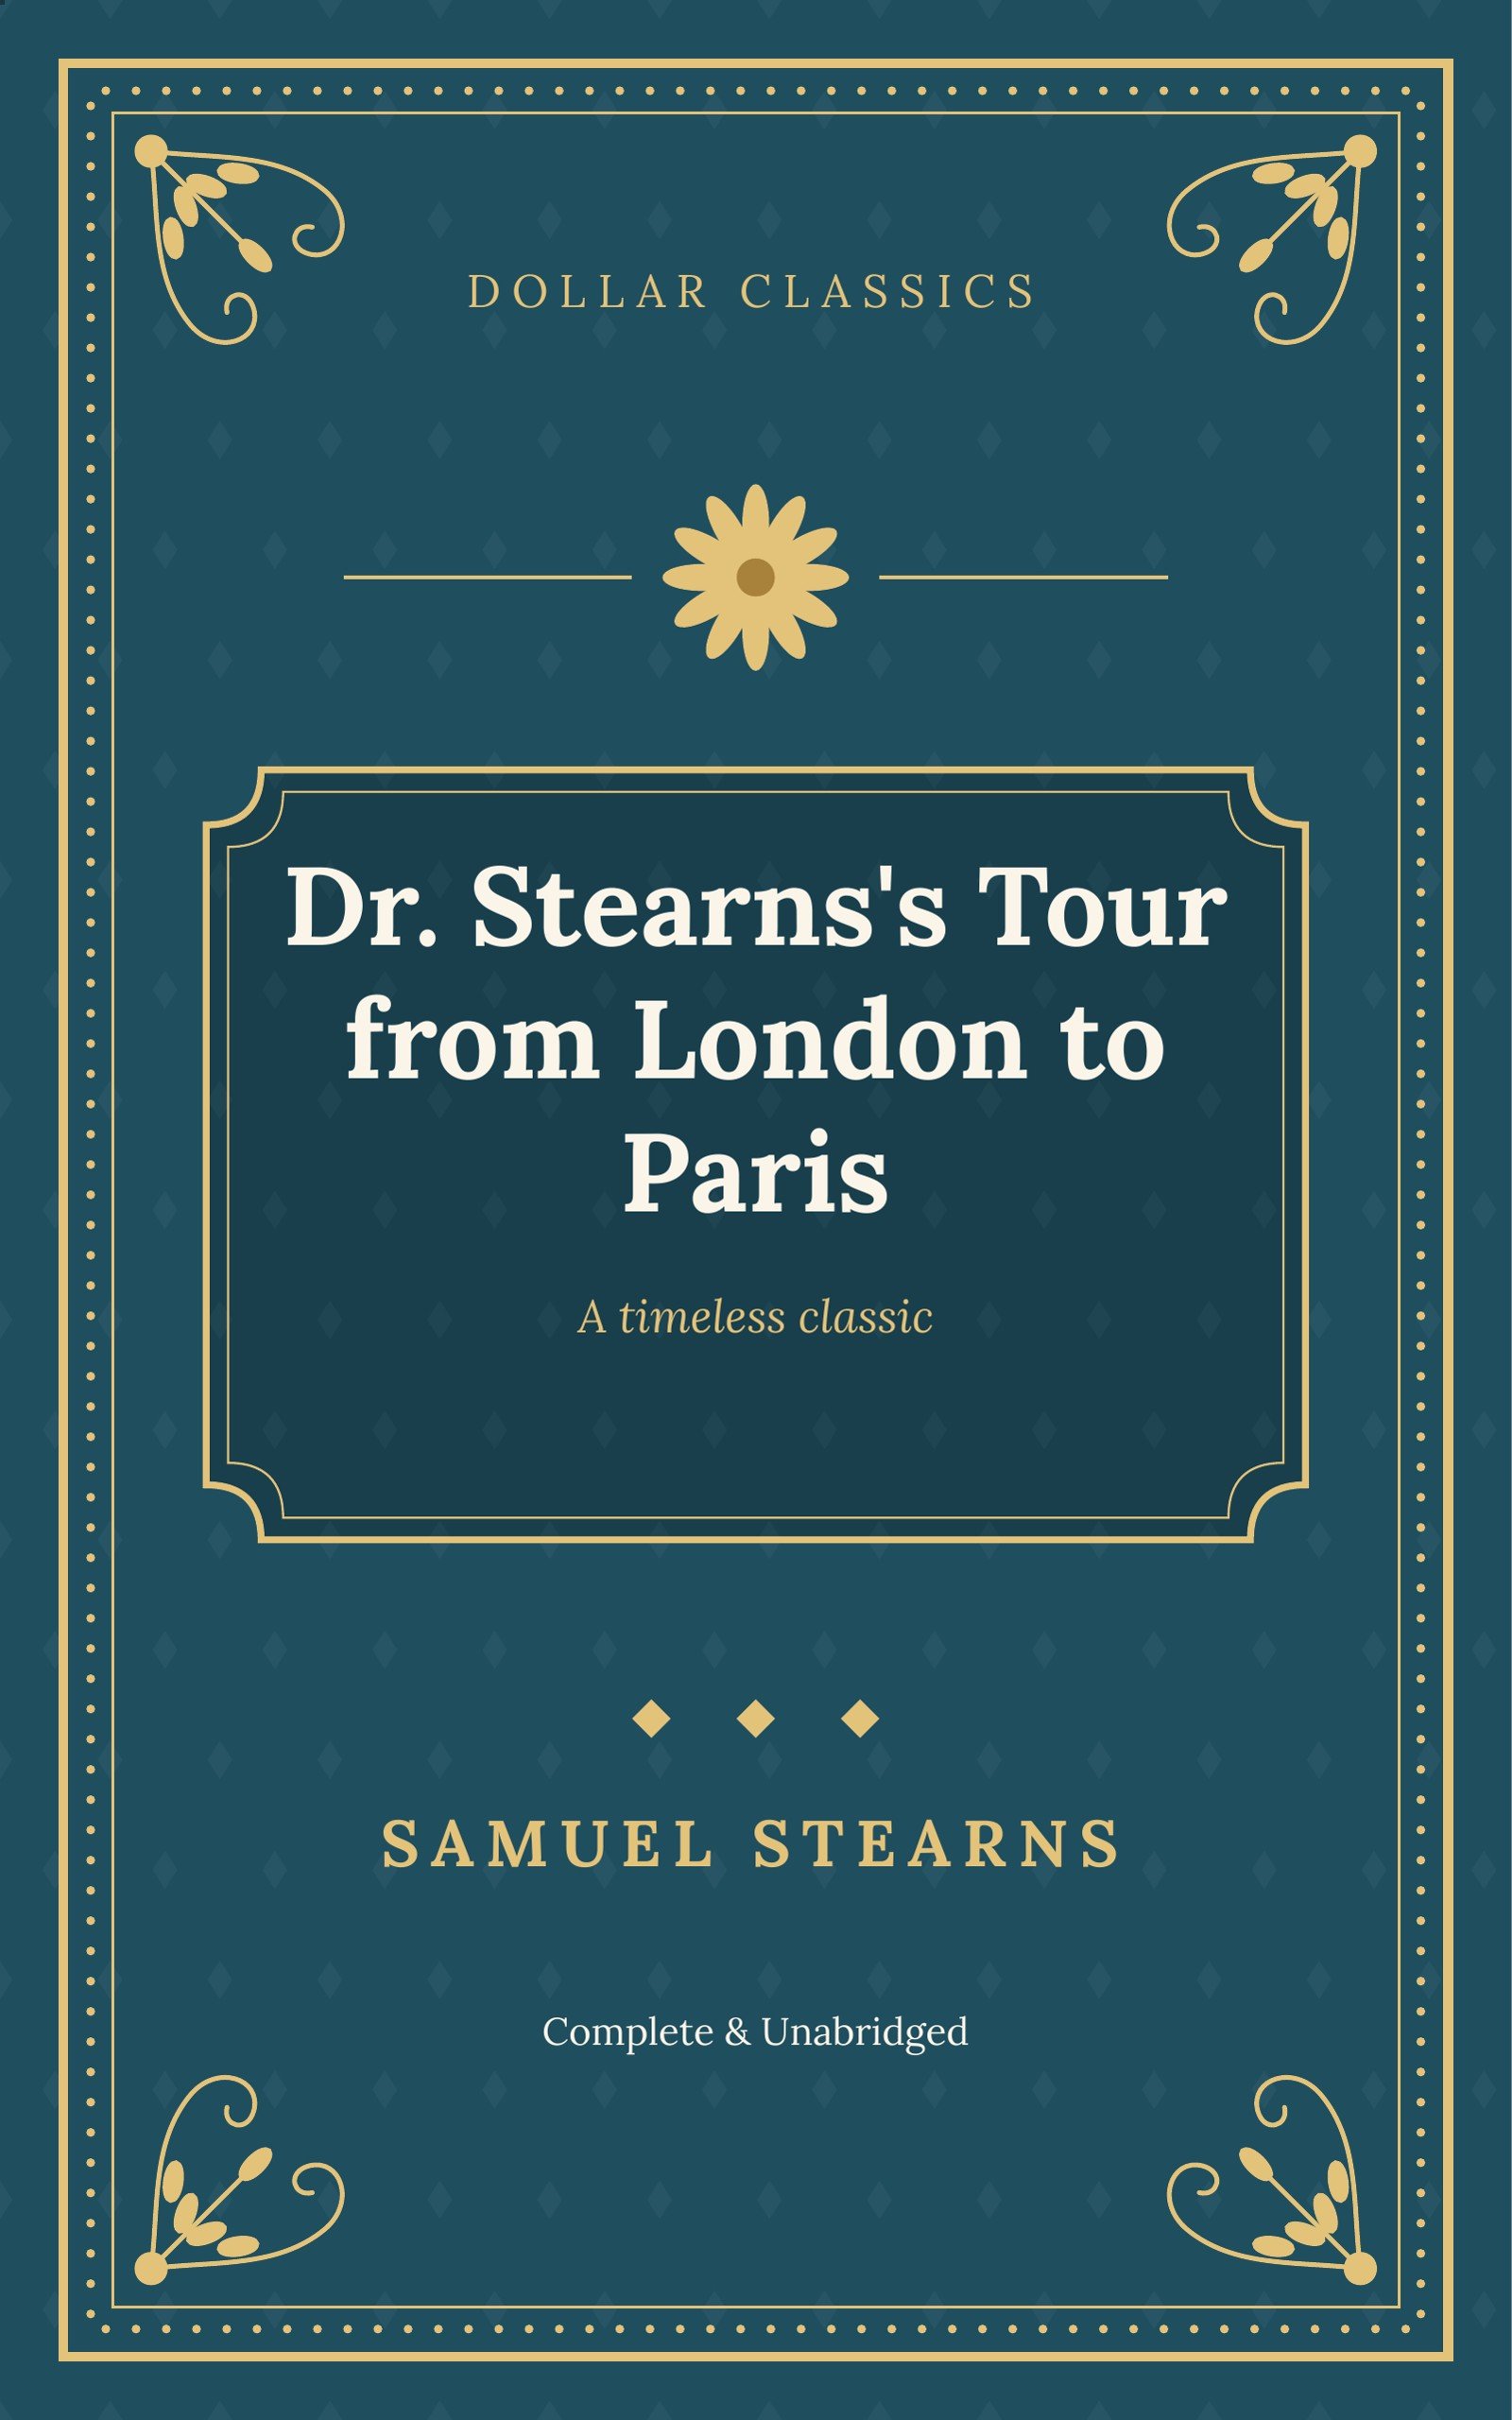 DOLLAR CLASSICS
Dr. Stearns's Tour
from London to
Paris
A timeless classic
SAMUEL STEARNS
Complete & Unabridged